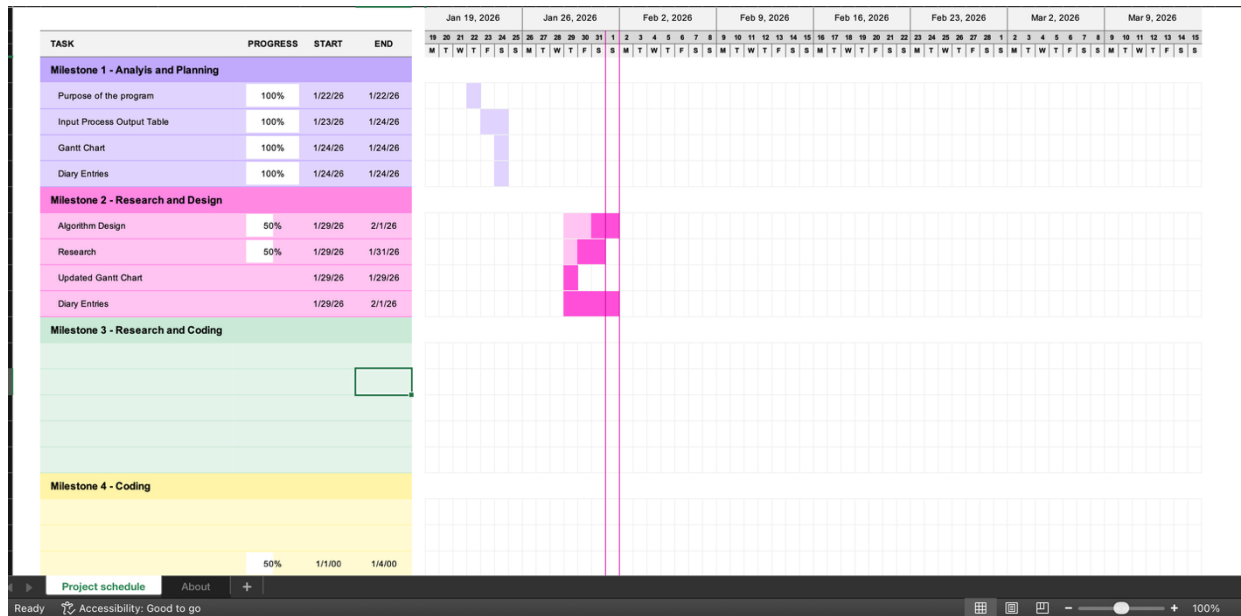 Jan 19, 2026 Jan 26, 2026 Feb 2, 2026 Feb 9, 2026 Feb 16, 2026 Feb 23, 2026 Mar 2, 2026 Mar 9, 2026
19 20 21 22 23 24 25 26 27 28 29 30 31 1 2 3 4 5 6 7 8 9 10 11 12 13 14 15 16 17 18 19 20 21 22 23 24 25 26 27 28 1 2 3 4 5 6 7 8 9 10 11 12 13 14 15
TASK PROGRESS START END M T W T F S S M T W T F S S M T W T F S S M T W T F S S M T W T F S S M T W T F S S M T W T F S S M T W T F S S
Milestone 1 - Analyis and Planning
Purpose of the program 100% 1/22/26 1/22/26
Input Process Output Table 100% 1/23/26 1/24/26
Gantt Chart 100% 1/24/26 1/24/26
Diary Entries 100% 1/24/26 1/24/26
Milestone 2 - Research and Design
Algorithm Design 50% 1/29/26 2/1/26
Research 50% 1/29/26 1/31/26
Updated Gantt Chart 1/29/26 1/29/26
Diary Entries 1/29/26 2/1/26
Milestone 3 - Research and Coding
Milestone 4 - Coding
50% 1/1/00 1/4/00
Project schedule About +
Ready Accessibility: Good to go − + 100%